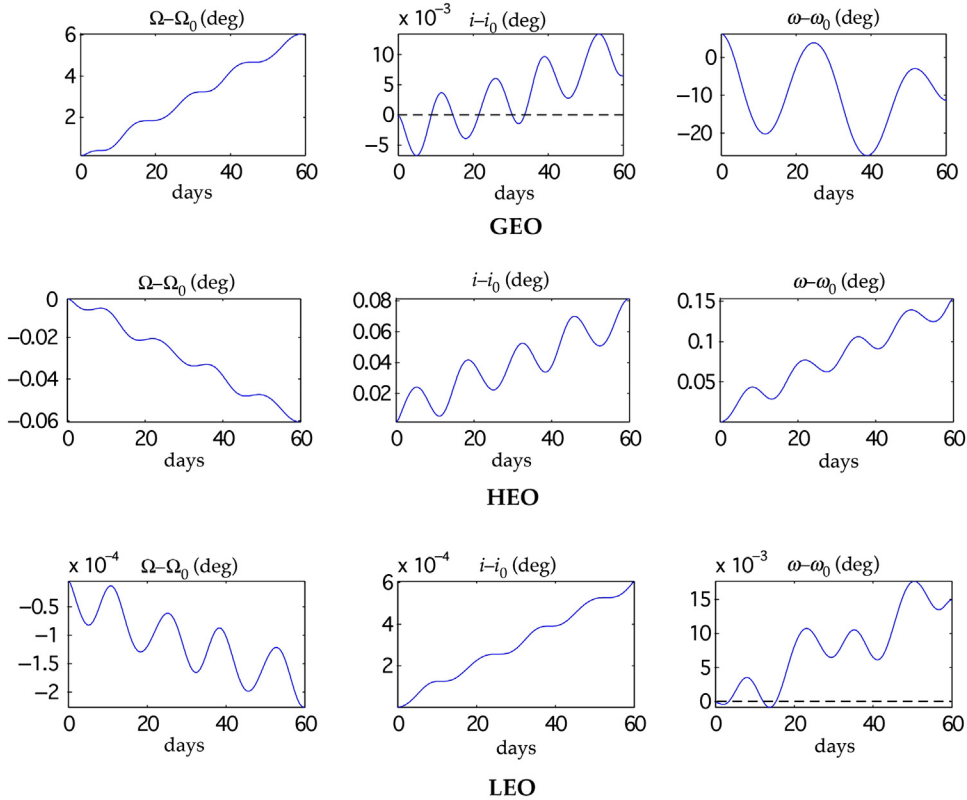 Ω–Ω₀ (deg)
6
4
2
0 20 40 60
days
x 10⁻³
i–i₀ (deg)
10
5
0
−5
0 20 40 60
days
ω–ω₀ (deg)
0
−10
−20
0 20 40 60
days
GEO
Ω–Ω₀ (deg)
0
−0.02
−0.04
−0.06
0 20 40 60
days
i–i₀ (deg)
0.08
0.06
0.04
0.02
0 20 40 60
days
ω–ω₀ (deg)
0.15
0.1
0.05
0 20 40 60
days
HEO
x 10⁻⁴
Ω–Ω₀ (deg)
−0.5
−1
−1.5
−2
0 20 40 60
days
x 10⁻⁴
i–i₀ (deg)
6
4
2
0 20 40 60
days
x 10⁻³
ω–ω₀ (deg)
15
10
5
0
0 20 40 60
days
LEO